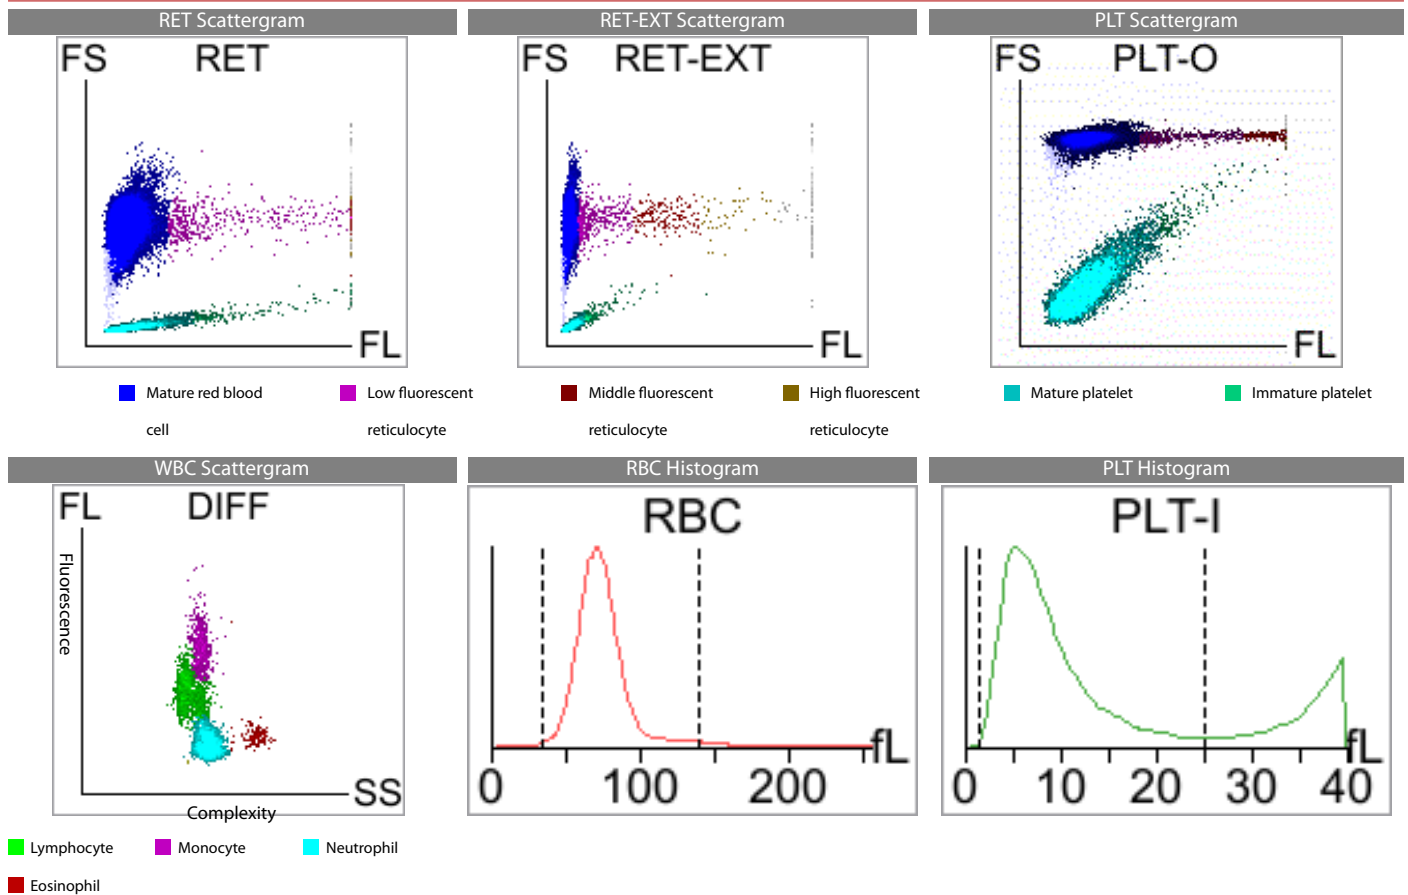 RET Scattergram
RET-EXT Scattergram
PLT Scattergram
FS RET
FL
FS RET-EXT
FL
FS PLT-O
FL
Mature red blood
cell
Low fluorescent
reticulocyte
Middle fluorescent
reticulocyte
High fluorescent
reticulocyte
Mature platelet
Immature platelet
WBC Scattergram
RBC Histogram
PLT Histogram
FL DIFF
Fluorescence
SS
Complexity
RBC
fL
0 100 200
PLT-I
fL
0 10 20 30 40
Lymphocyte
Monocyte
Neutrophil
Eosinophil